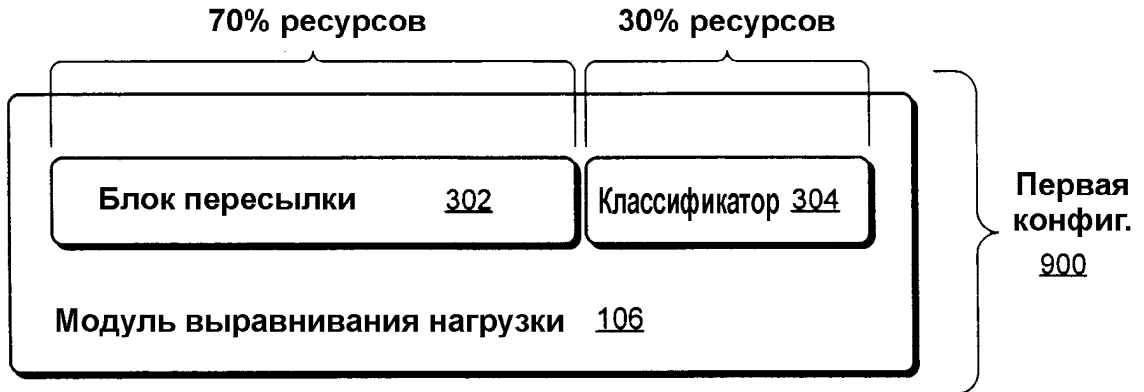 70% ресурсов 30% ресурсов
Блок пересылки 302 Классификатор 304
Первая
конфиг.
900
Модуль выравнивания нагрузки 106